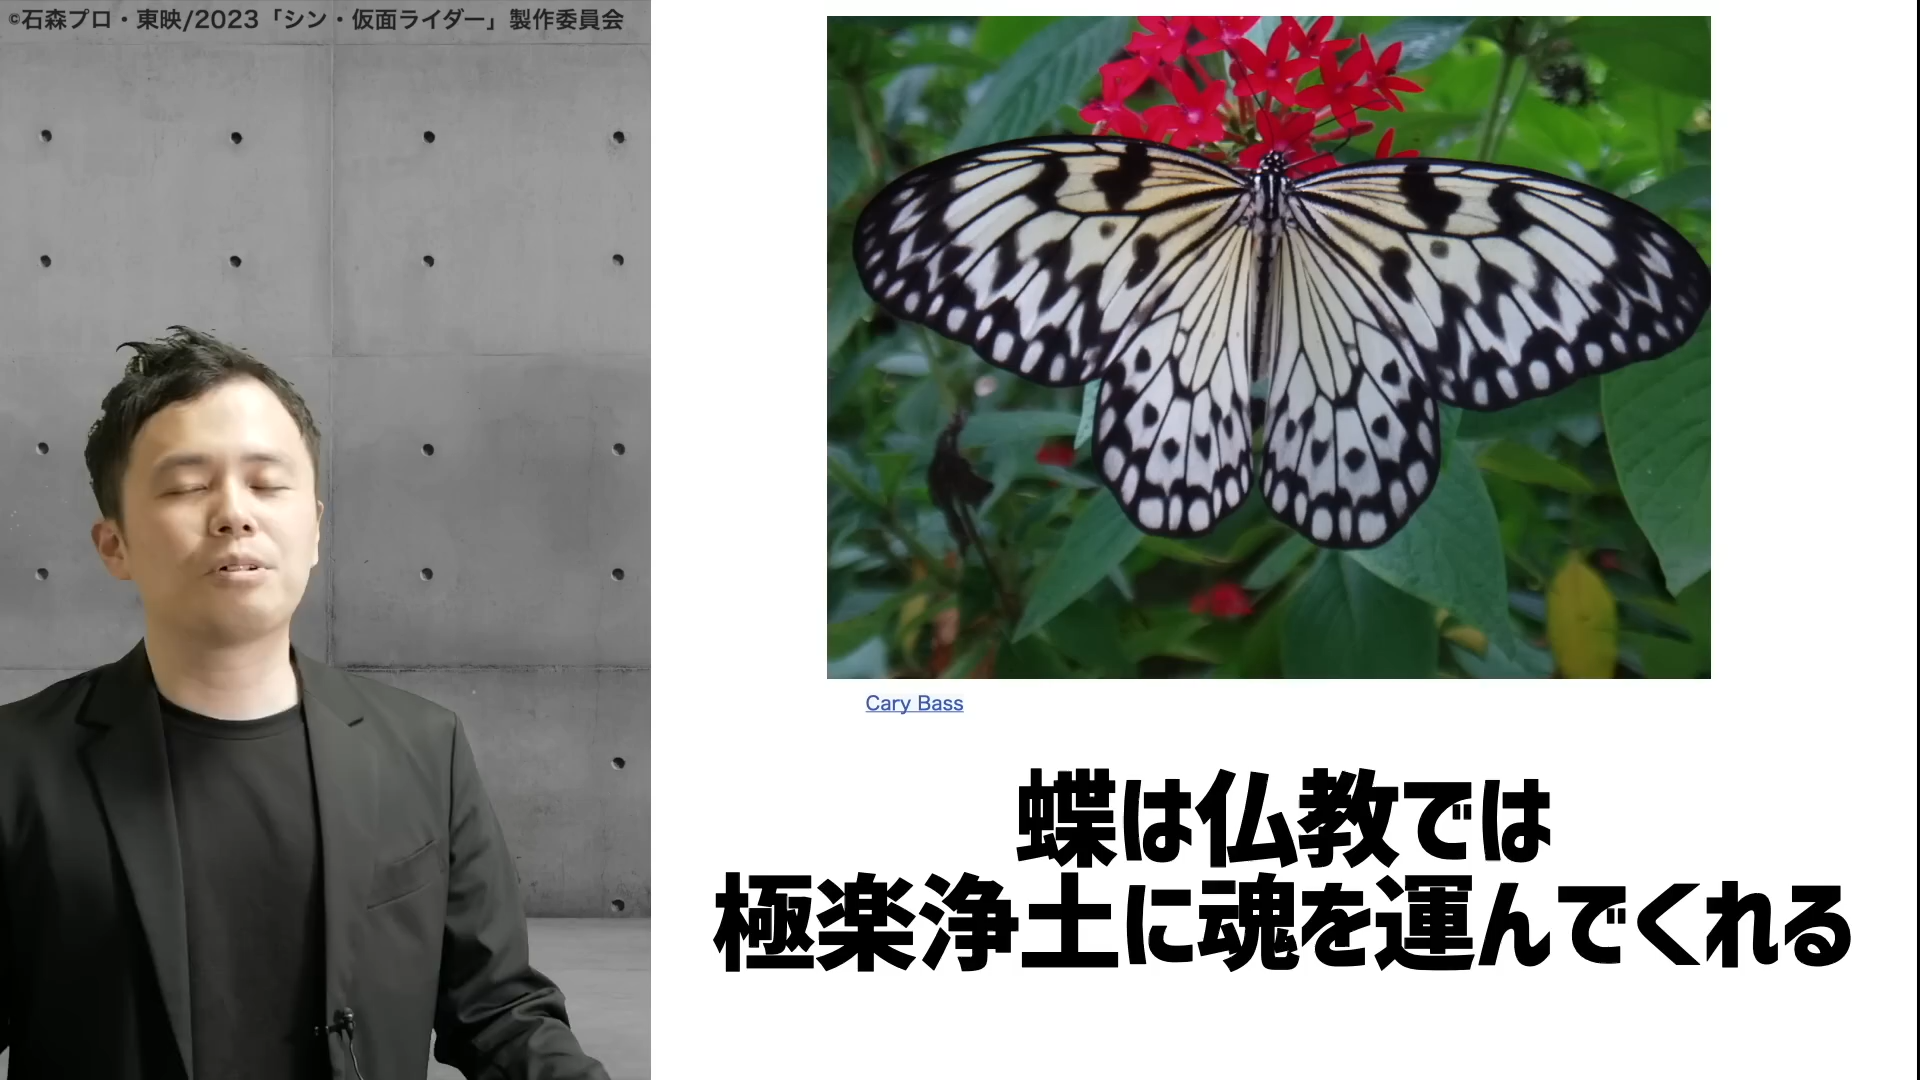 ©石森プロ・東映/2023「シン・仮面ライダー」製作委員会
Cary Bass
蝶は仏教では
極楽浄土に魂を運んでくれる